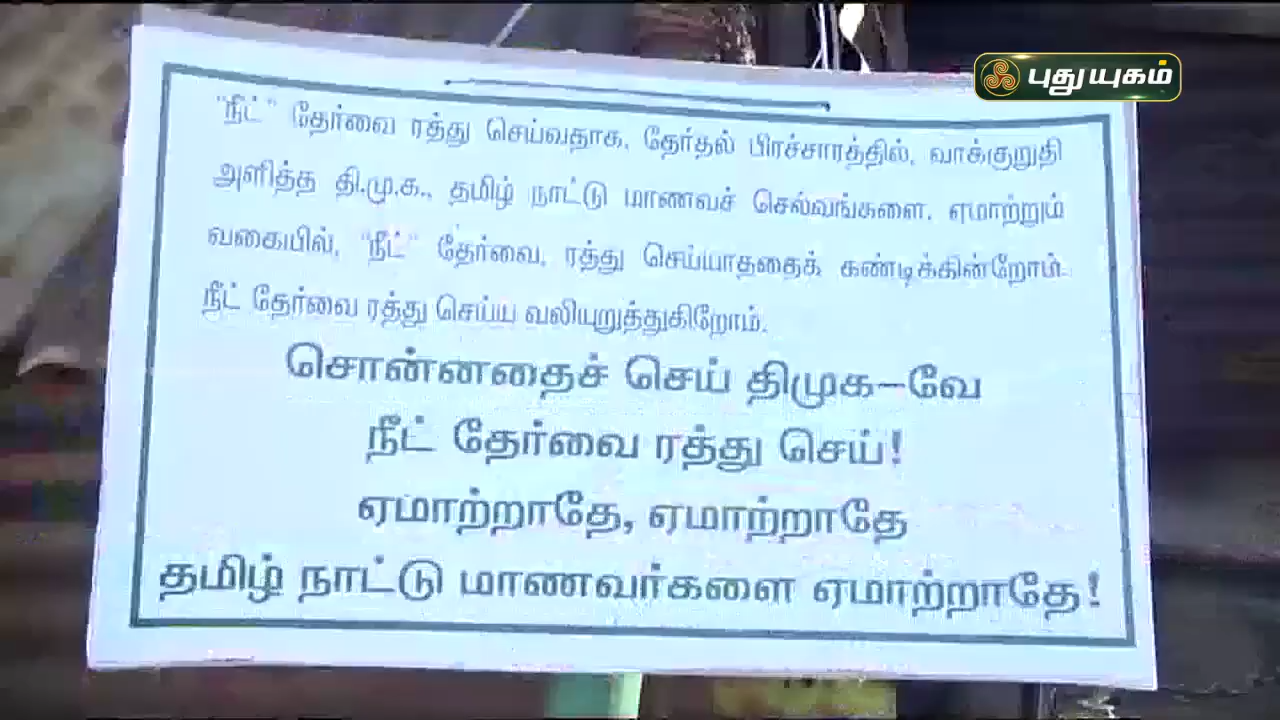 புதுயுகம்
"நீட்" தேர்வை ரத்து செய்வதாக, தேர்தல் பிரச்சாரத்தில், வாக்குறுதி
அளித்த தி.மு.க., தமிழ் நாட்டு மாணவச் செல்வங்களை, ஏமாற்றும்
வகையில், "நீட்" தேர்வை, ரத்து செய்யாததைக் கண்டிக்கின்றோம்.
நீட் தேர்வை ரத்து செய்ய வலியுறுத்துகிறோம்.
சொன்னதைச் செய் திமுக-வே
நீட் தேர்வை ரத்து செய்!
ஏமாற்றாதே, ஏமாற்றாதே
தமிழ் நாட்டு மாணவர்களை ஏமாற்றாதே!